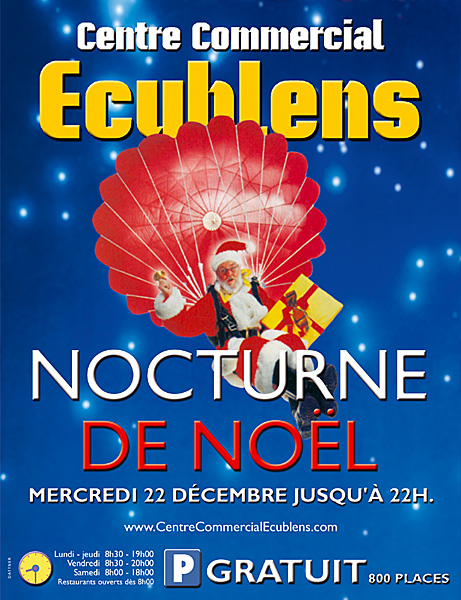 Centre Commercial
Ecublens
NOCTURNE
DE NOËL
MERCREDI 22 DÉCEMBRE JUSQU'À 22H.
www.CentreCommercialEcublens.com
Lundi - jeudi 8h30 - 19h00
Vendredi 8h30 - 20h00
Samedi 8h00 - 18h00
Restaurants ouverts dès 8h00
P GRATUIT 800 PLACES